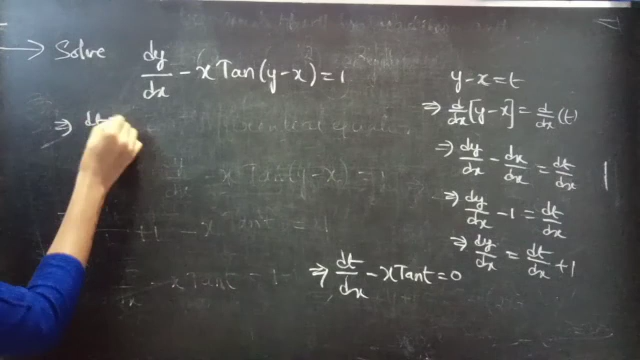 → Solve dy/dx - x Tan(y-x) = 1
⇒ dt
y-x=t
⇒ d/dx [y-x] = d/dx (t)
⇒ dy/dx - dx/dx = dt/dx
⇒ dy/dx - 1 = dt/dx
⇒ dy/dx = dt/dx + 1
⇒ dt/dx - x Tan t = 0